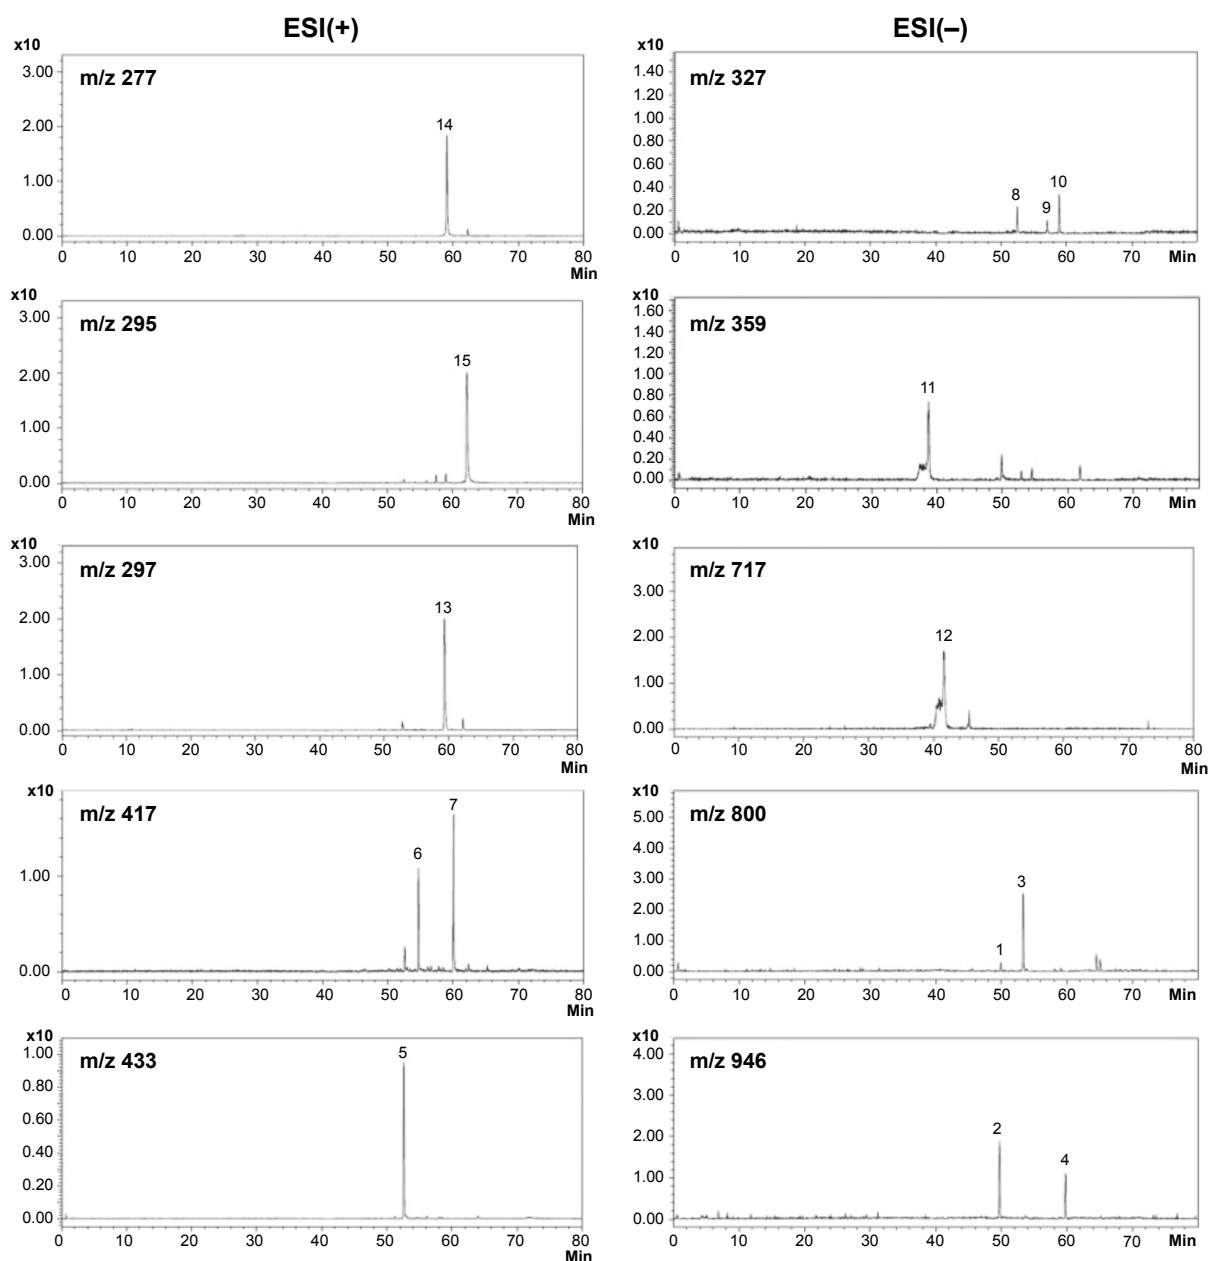 ESI(+)
x10
m/z 277
3.00
2.00
1.00
0.00
14
0 10 20 30 40 50 60 70 80
Min
x10
m/z 295
3.00
2.00
1.00
0.00
15
0 10 20 30 40 50 60 70 80
Min
x10
m/z 297
3.00
2.00
1.00
0.00
13
0 10 20 30 40 50 60 70 80
Min
x10
m/z 417
1.00
0.00
6
7
0 10 20 30 40 50 60 70 80
Min
x10
m/z 433
1.00
0.80
0.60
0.40
0.20
0.00
5
0 10 20 30 40 50 60 70 80
Min
ESI(–)
x10
m/z 327
1.40
1.20
1.00
0.80
0.60
0.40
0.20
0.00
8
9
10
0 10 20 30 40 50 60 70 Min
x10
m/z 359
1.60
1.40
1.20
1.00
0.80
0.60
0.40
0.20
0.00
11
0 10 20 30 40 50 60 70 Min
x10
m/z 717
3.00
2.00
1.00
0.00
12
0 10 20 30 40 50 60 70 80
Min
x10
m/z 800
5.00
4.00
3.00
2.00
1.00
0.00
1
3
0 10 20 30 40 50 60 70 Min
x10
m/z 946
4.00
3.00
2.00
1.00
0.00
2
4
0 10 20 30 40 50 60 70 Min